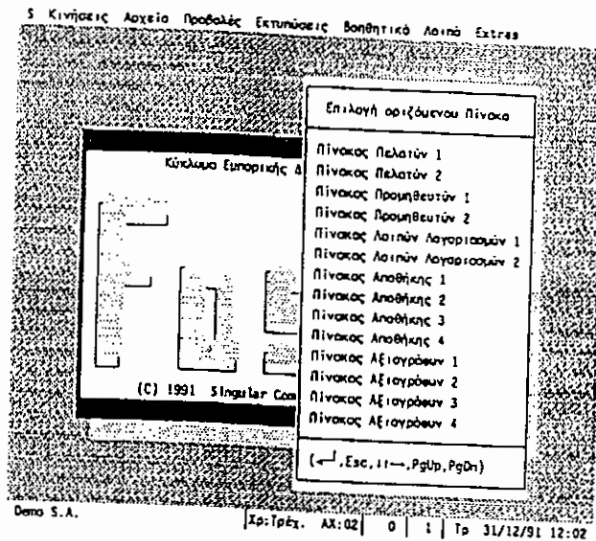 S Κινήσεις Αρχεία Προβολές Εκτυπώσεις Βοηθητικά Λοιπά Extras
Επιλογή οριζόμενου Πίνακα
Κύκλωμα Εμπορικής Δ
Πίνακας Πελατών 1
Πίνακας Πελατών 2
Πίνακας Προμηθευτών 1
Πίνακας Προμηθευτών 2
Πίνακας Λοιπών Λογαριασμών 1
Πίνακας Λοιπών Λογαριασμών 2
Πίνακας Αποθήκης 1
Πίνακας Αποθήκης 2
Πίνακας Αποθήκης 3
Πίνακας Αποθήκης 4
Πίνακας Αξιογράφων 1
Πίνακας Αξιογράφων 2
Πίνακας Αξιογράφων 3
Πίνακας Αξιογράφων 4
(C) 1991 Singular Com
(←┘,Esc,↓↑→,PgUp,PgDn)
Demo S.A. Χρ:Τρέχ. ΑΧ:02 0 1 Τρ 31/12/91 12:02